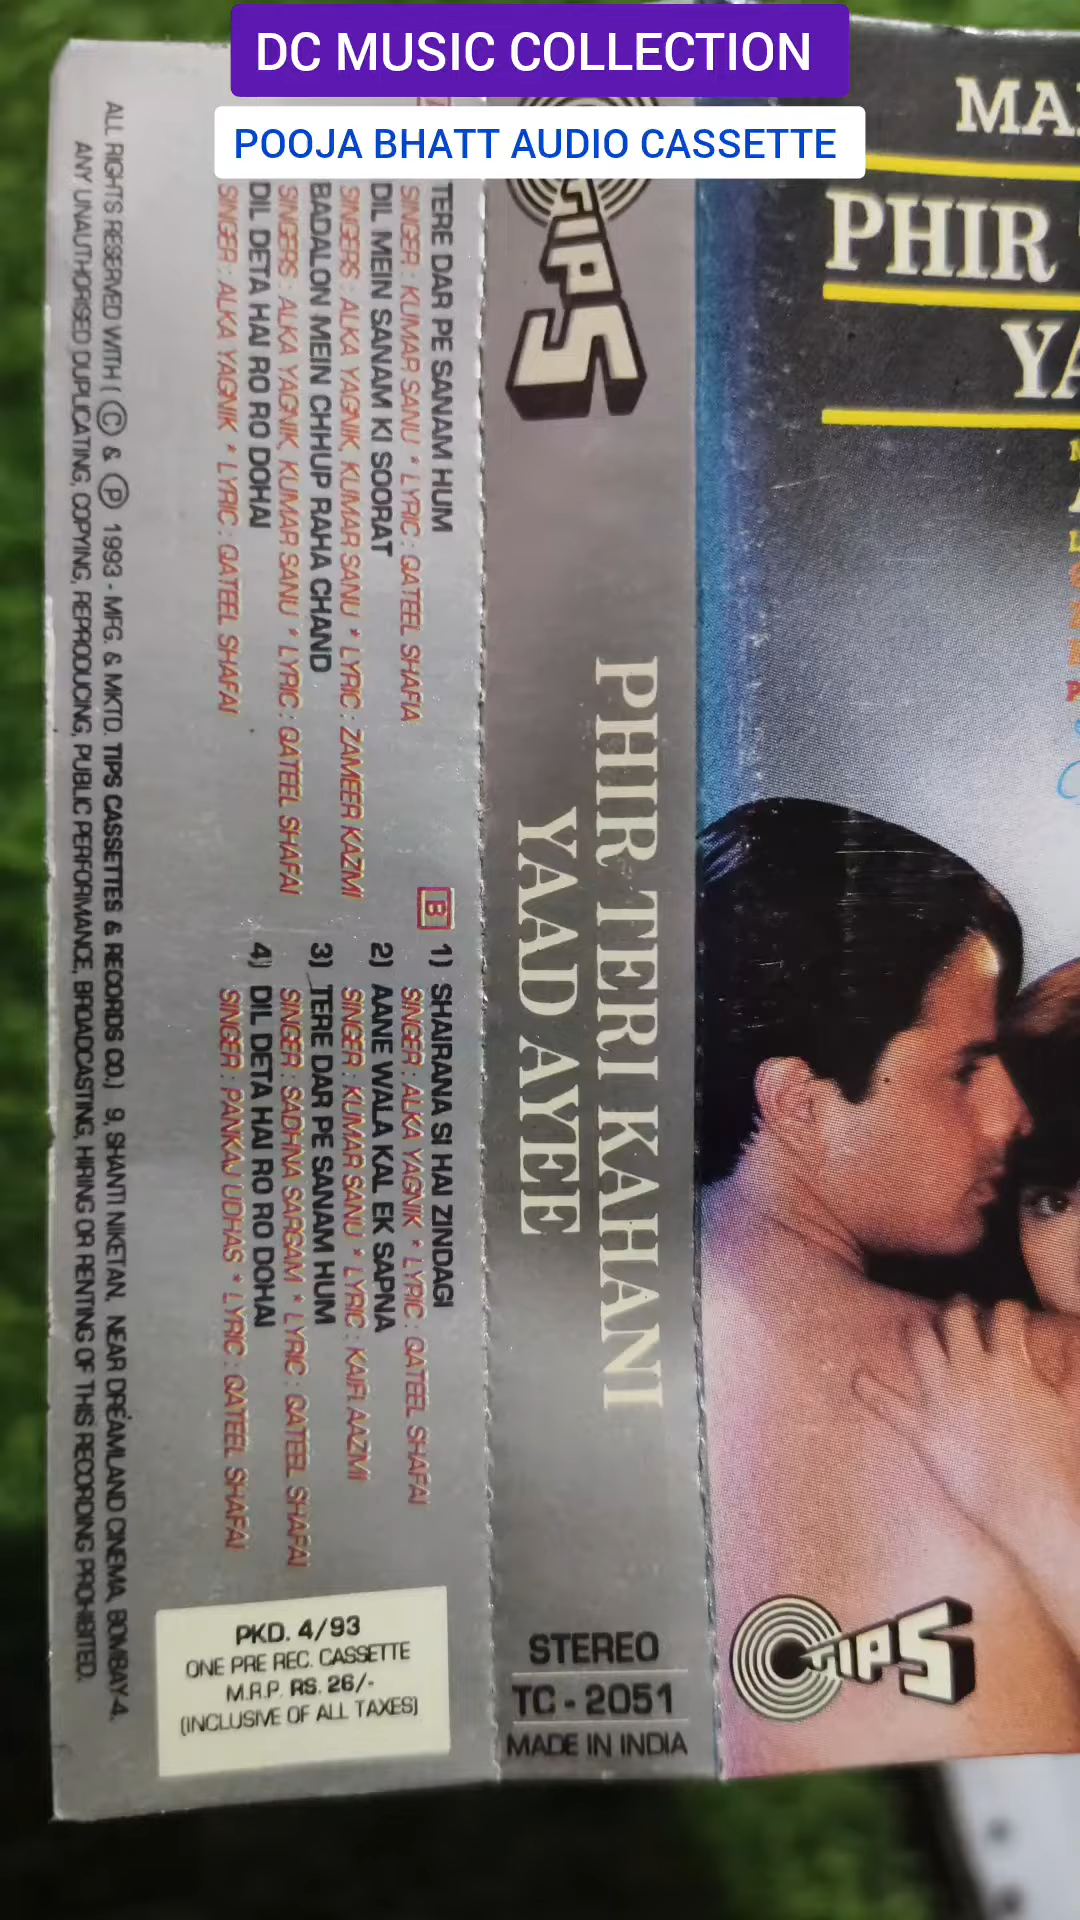 DC MUSIC COLLECTION
POOJA BHATT AUDIO CASSETTE
TERE DAR PE SANAM HUM
SINGER : KUMAR SANU * LYRIC : QATEEL SHAFIA
DIL MEIN SANAM KI SOORAT
SINGERS : ALKA YAGNIK, KUMAR SANU * LYRIC : ZAMEER KAZMI
BADALON MEIN CHHUP RAHA CHAND
SINGERS : ALKA YAGNIK, KUMAR SANU * LYRIC : QATEEL SHAFAI
DIL DETA HAI RO RO DOHAI
SINGER : ALKA YAGNIK * LYRIC : QATEEL SHAFAI
B
1) SHAIRANA SI HAI ZINDAGI
SINGER : ALKA YAGNIK * LYRIC : QATEEL SHAFAI
2) AANE WALA KAL EK SAPNA
SINGER : KUMAR SANU * LYRIC : KAIFI AAZMI
3) TERE DAR PE SANAM HUM
SINGER : SADHNA SARGAM * LYRIC : QATEEL SHAFAI
4) DIL DETA HAI RO RO DOHAI
SINGER : PANKAJ UDHAS * LYRIC : QATEEL SHAFAI
ALL RIGHTS RESERVED WITH ( © & ℗ 1993 - MFG. & MKTD. TIPS CASSETTES & RECORDS CO.) 9, SHANTI NIKETAN, NEAR DREAMLAND CINEMA, BOMBAY-4.
ANY UNAUTHORISED DUPLICATING, COPYING, REPRODUCING, PUBLIC PERFORMANCE, BROADCASTING, HIRING OR RENTING OF THIS RECORDING PROHIBITED.
PKD. 4/93
ONE PRE REC. CASSETTE
M.R.P. RS. 26/-
(INCLUSIVE OF ALL TAXES)
TIPS
PHIR TERI KAHANI
YAAD AYEE
STEREO
TC - 2051
MADE IN INDIA
PHIR
TIPS